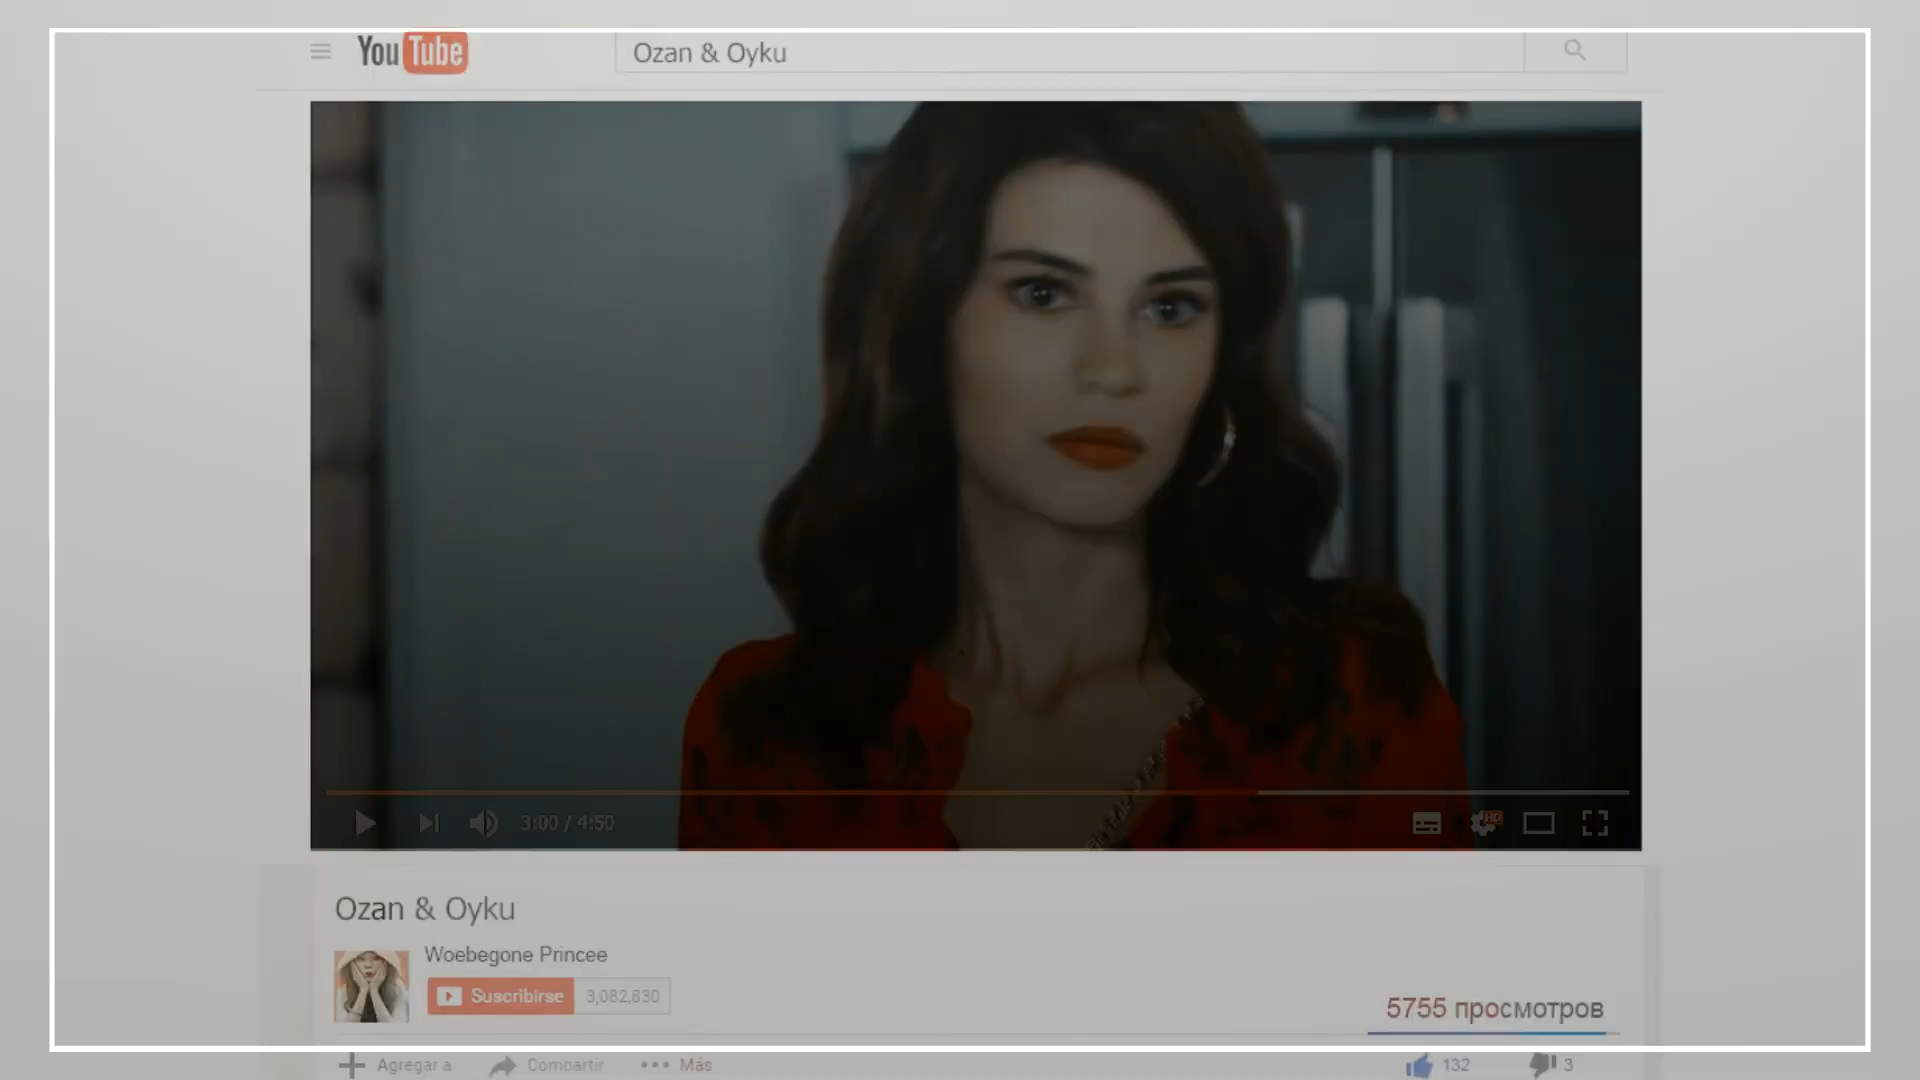 YouTube
Ozan & Oyku
3:00 / 4:50
HD
Ozan & Oyku
Woebegone Princee
Suscribirse 3,082,830
5755 просмотров
Agregar a Compartir Más
132 3